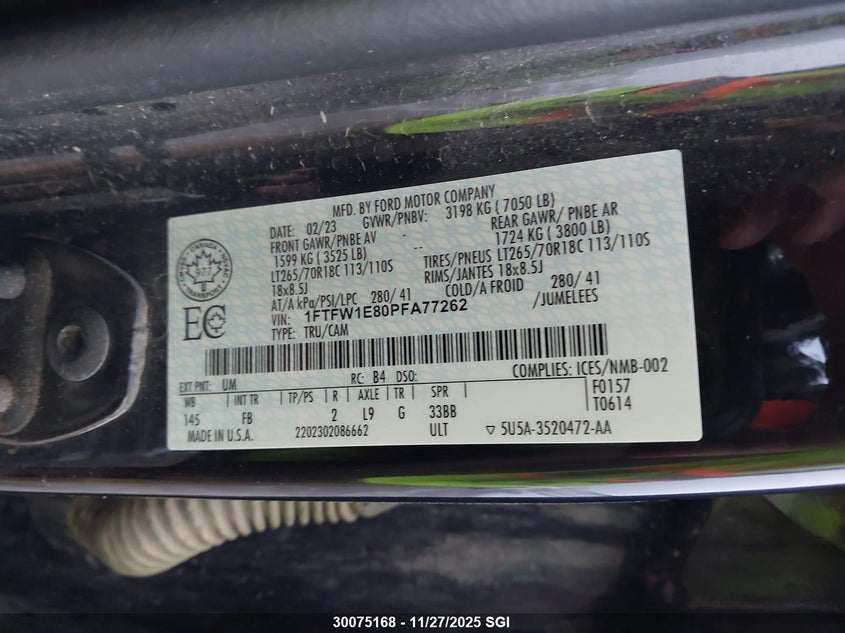 MFD. BY FORD MOTOR COMPANY
DATE: 02/23 GVWR/PNBV: 3198 KG ( 7050 LB)
FRONT GAWR/PNBE AV - REAR GAWR/ PNBE AR
1599 KG ( 3525 LB) -- 1724 KG ( 3800 LB)
LT265/70R18C 113/110S TIRES/PNEUS LT265/70R18C 113/110S
18x8.5J RIMS/JANTES 18x8.5J
AT/A kPa/PSI/LPC 280/ 41 COLD/A FROID 280/ 41
VIN: 1FTFW1E80PFA77262 /JUMELEES
TYPE: TRU/CAM
CANADA
977
TRANSPORT
EC
COMPLIES: ICES/NMB-002
EXT PNT: UM RC: B4 DSO: F0157
WB INT TR TP/PS R AXLE TR SPR T0614
145 FB 2 L9 G 33BB
MADE IN U.S.A. 2202302086662 ULT ▽ 5U5A-3520472-AA
30075168 - 11/27/2025 SGI